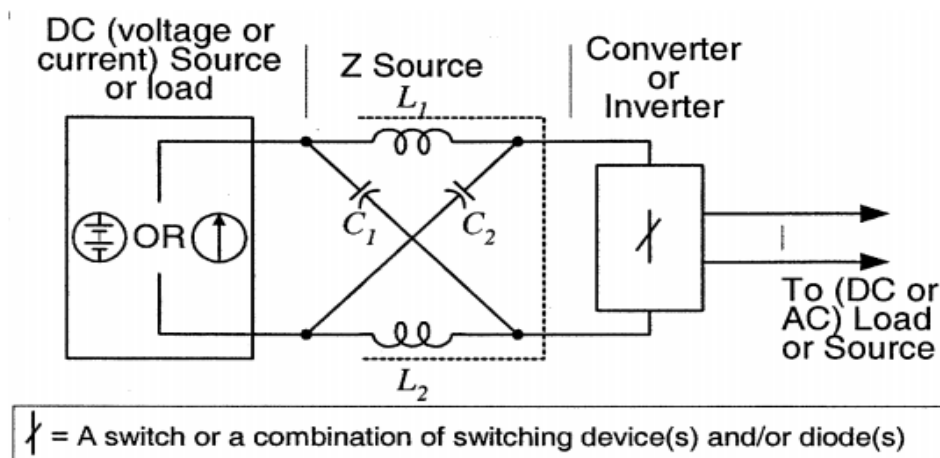 DC (voltage or
current) Source
or load
Z Source
Converter
or
Inverter
L1
C1
C2
OR
L2
To (DC or
AC) Load
or Source
= A switch or a combination of switching device(s) and/or diode(s)